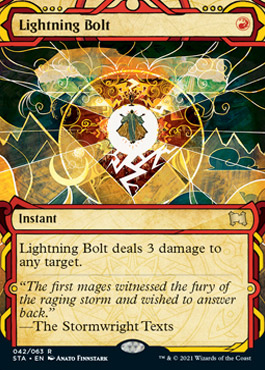 Lightning Bolt
Instant
Lightning Bolt deals 3 damage to
any target.
“The first mages witnessed the fury of
the raging storm and wished to answer
back.”
—The Stormwright Texts
042/063 R
STA • EN ANATO FINNSTARK
™ & © 2021 Wizards of the Coast